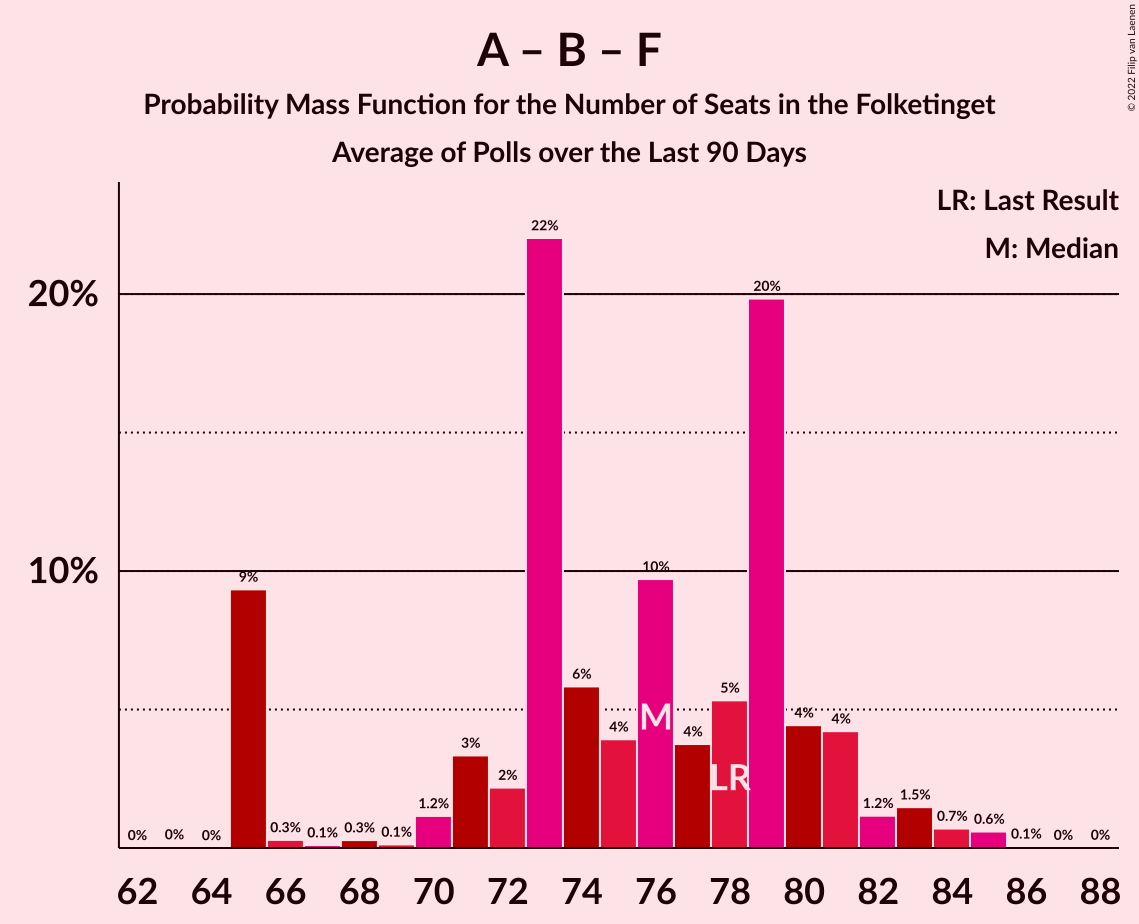 A – B – F
Probability Mass Function for the Number of Seats in the Folketinget
Average of Polls over the Last 90 Days
© 2022 Filip van Laenen
LR: Last Result
M: Median
20%
10%
0% 0% 0% 9% 0.3% 0.1% 0.3% 0.1% 1.2% 3% 2% 22% 6% 4% 10% 4% 5% 20% 4% 4% 1.2% 1.5% 0.7% 0.6% 0.1% 0% 0%
M
LR
62 64 66 68 70 72 74 76 78 80 82 84 86 88